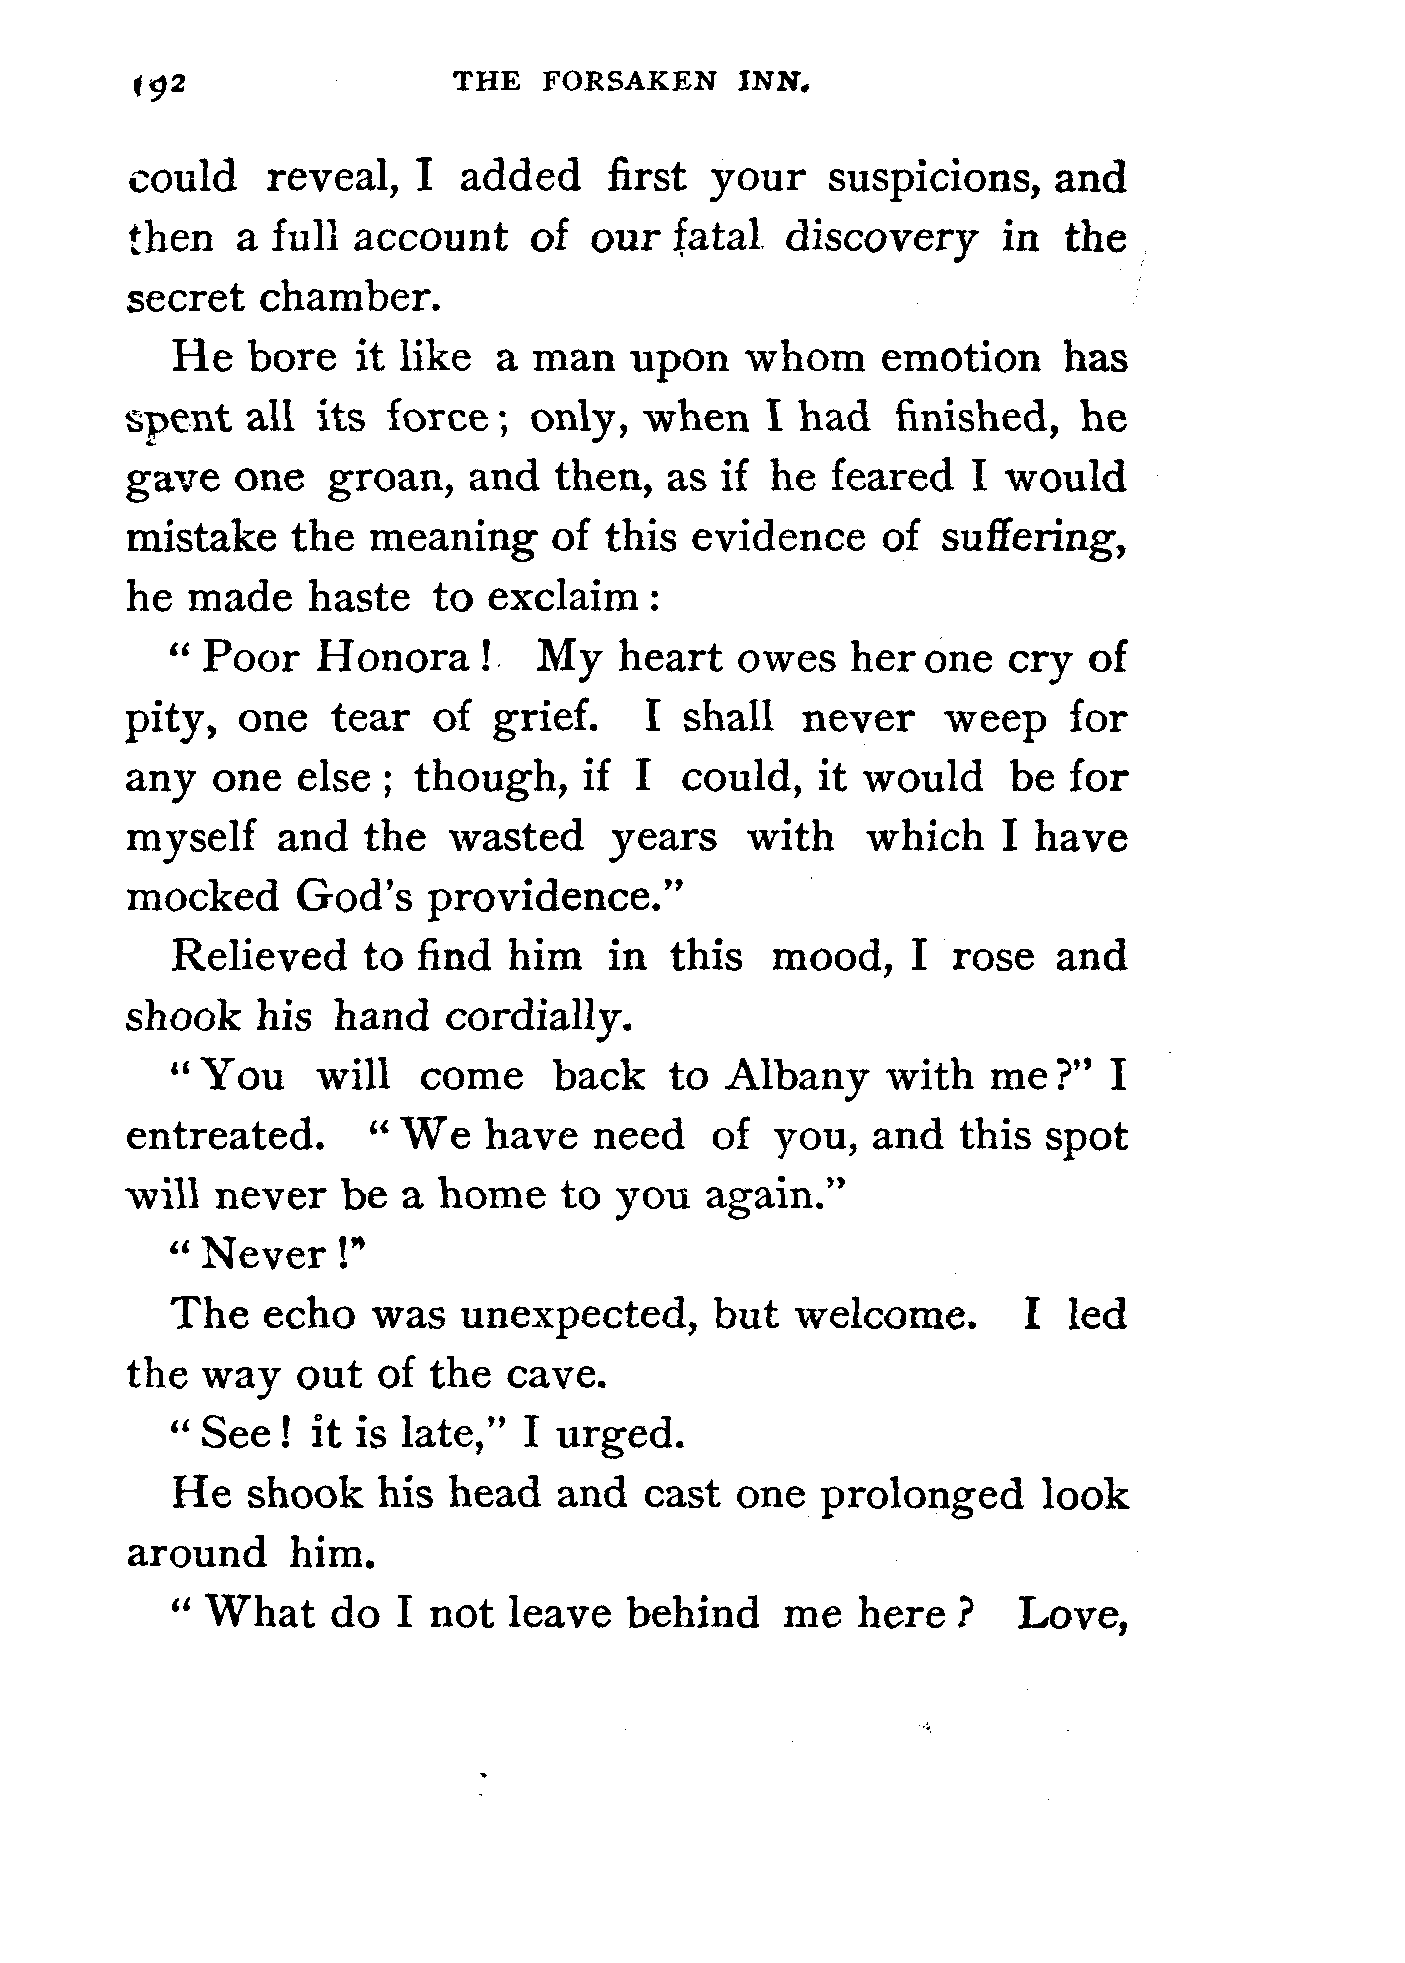 192 THE FORSAKEN INN.
could reveal, I added first your suspicions, and
then a full account of our fatal discovery in the
secret chamber.
He bore it like a man upon whom emotion has
spent all its force; only, when I had finished, he
gave one groan, and then, as if he feared I would
mistake the meaning of this evidence of suffering,
he made haste to exclaim:
"Poor Honora! My heart owes her one cry of
pity, one tear of grief. I shall never weep for
any one else; though, if I could, it would be for
myself and the wasted years with which I have
mocked God's providence."
Relieved to find him in this mood, I rose and
shook his hand cordially.
"You will come back to Albany with me?" I
entreated. "We have need of you, and this spot
will never be a home to you again."
"Never!"
The echo was unexpected, but welcome. I led
the way out of the cave.
"See! it is late," I urged.
He shook his head and cast one prolonged look
around him.
"What do I not leave behind me here? Love,